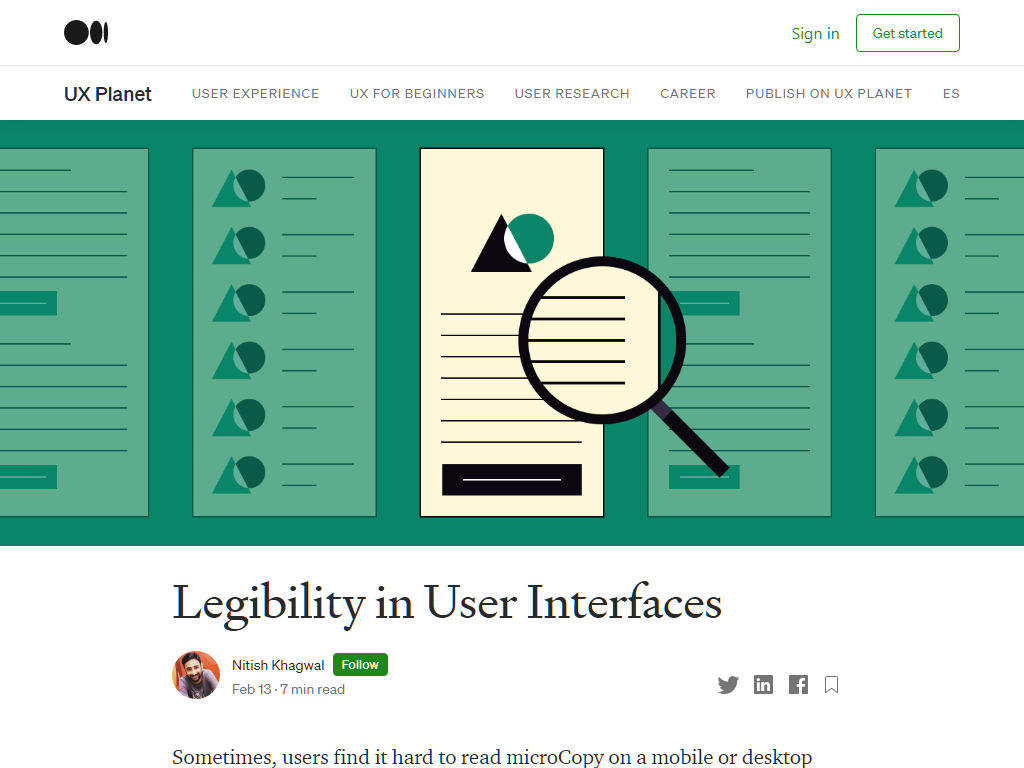 Sign in
Get started
UX Planet
USER EXPERIENCE
UX FOR BEGINNERS
USER RESEARCH
CAREER
PUBLISH ON UX PLANET
ES
Legibility in User Interfaces
Nitish Khagwal
Follow
Feb 13 · 7 min read
Sometimes, users find it hard to read microCopy on a mobile or desktop